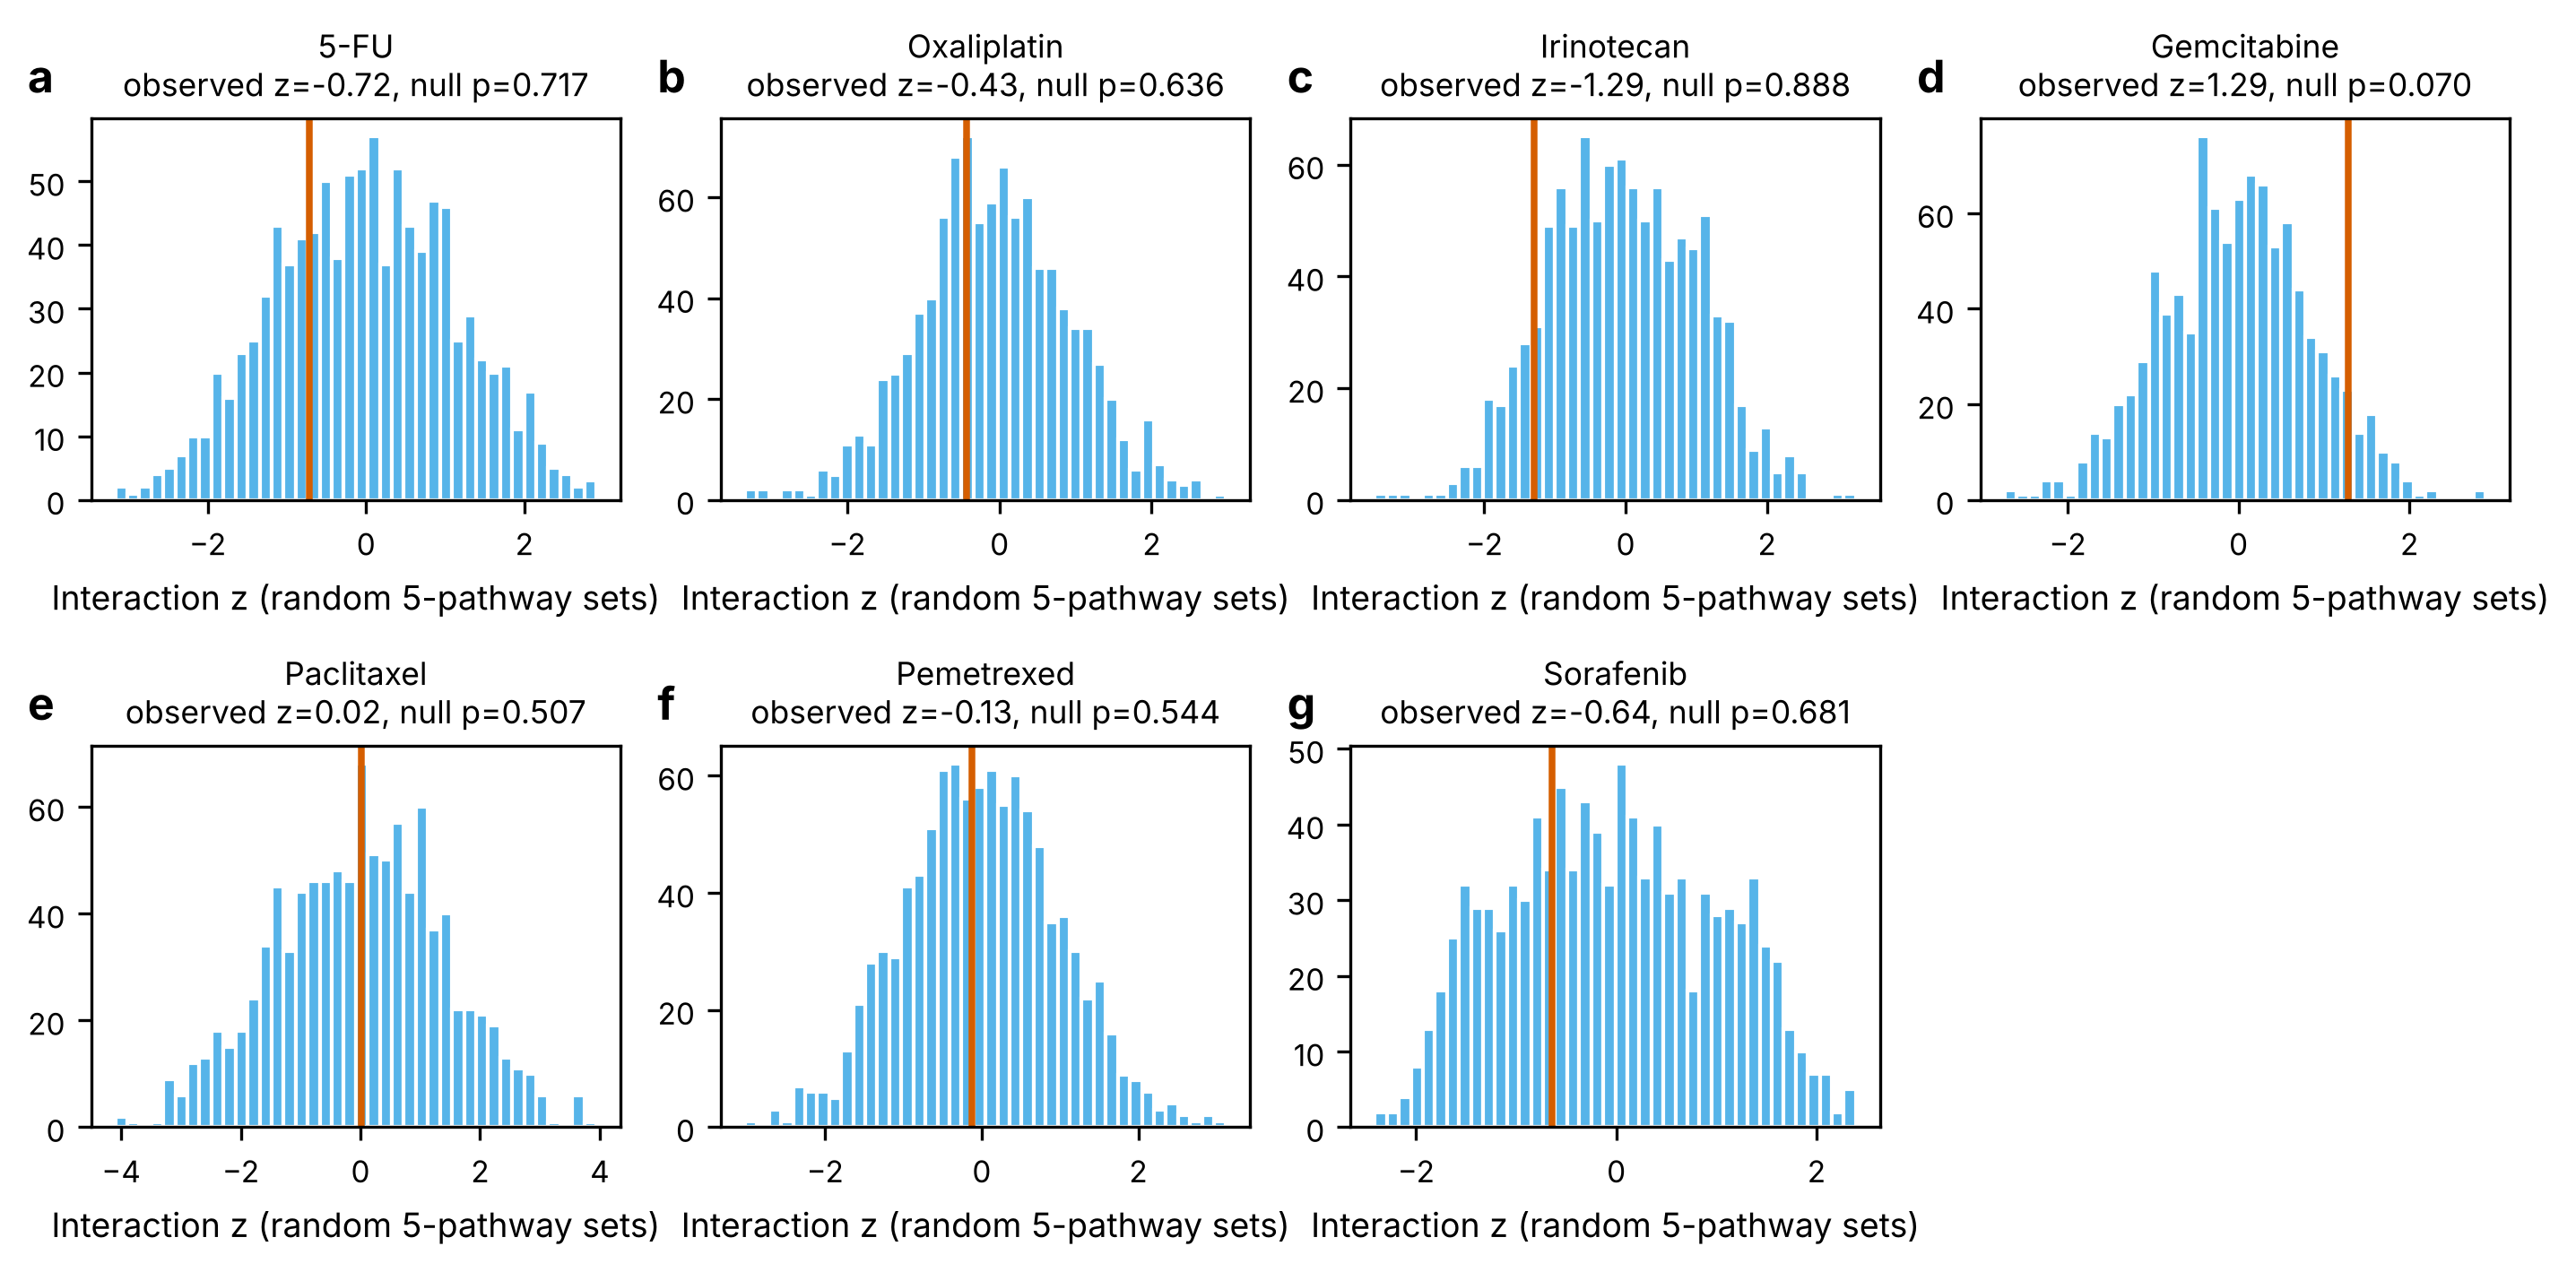 a
5-FU
observed z=-0.72, null p=0.717
50
40
30
20
10
0
−2
0
2
Interaction z (random 5-pathway sets)
b
Oxaliplatin
observed z=-0.43, null p=0.636
60
40
20
0
−2
0
2
Interaction z (random 5-pathway sets)
c
Irinotecan
observed z=-1.29, null p=0.888
60
40
20
0
−2
0
2
Interaction z (random 5-pathway sets)
d
Gemcitabine
observed z=1.29, null p=0.070
60
40
20
0
−2
0
2
Interaction z (random 5-pathway sets)
e
Paclitaxel
observed z=0.02, null p=0.507
60
40
20
0
−4
−2
0
2
4
Interaction z (random 5-pathway sets)
f
Pemetrexed
observed z=-0.13, null p=0.544
60
40
20
0
−2
0
2
Interaction z (random 5-pathway sets)
g
Sorafenib
observed z=-0.64, null p=0.681
50
40
30
20
10
0
−2
0
2
Interaction z (random 5-pathway sets)